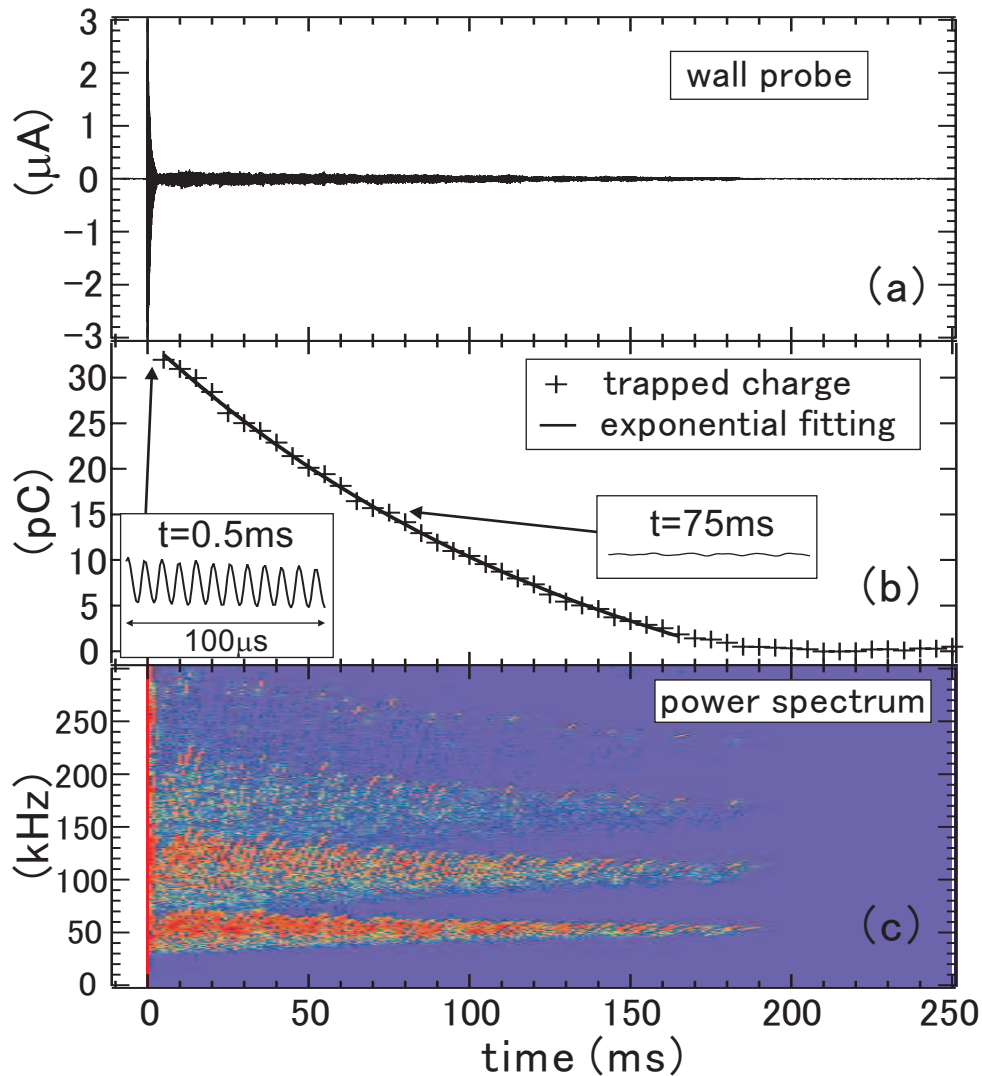 3
2
1
0
−1
−2
−3
(μA)
wall probe
(a)
30
25
20
15
10
5
0
(pC)
trapped charge
exponential fitting
t=0.5ms
100μs
t=75ms
(b)
250
200
150
100
50
0
(kHz)
power spectrum
(c)
0 50 100 150 200 250
time (ms)